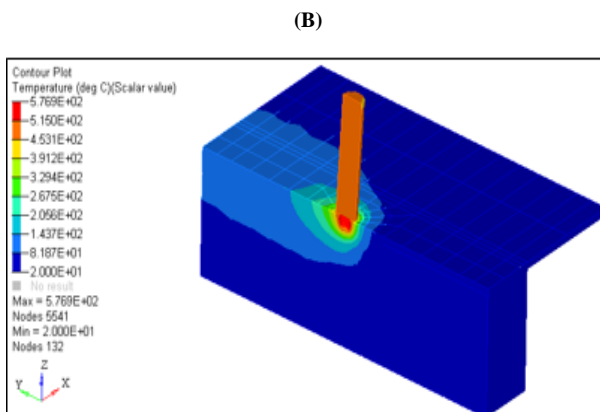 (B)
Contour Plot
Temperature (deg C)(Scalar value)
5.769E+02
5.150E+02
4.531E+02
3.912E+02
3.294E+02
2.675E+02
2.056E+02
1.437E+02
8.187E+01
2.000E+01
No result
Max = 5.769E+02
Nodes 5541
Min = 2.000E+01
Nodes 132
Z
Y X